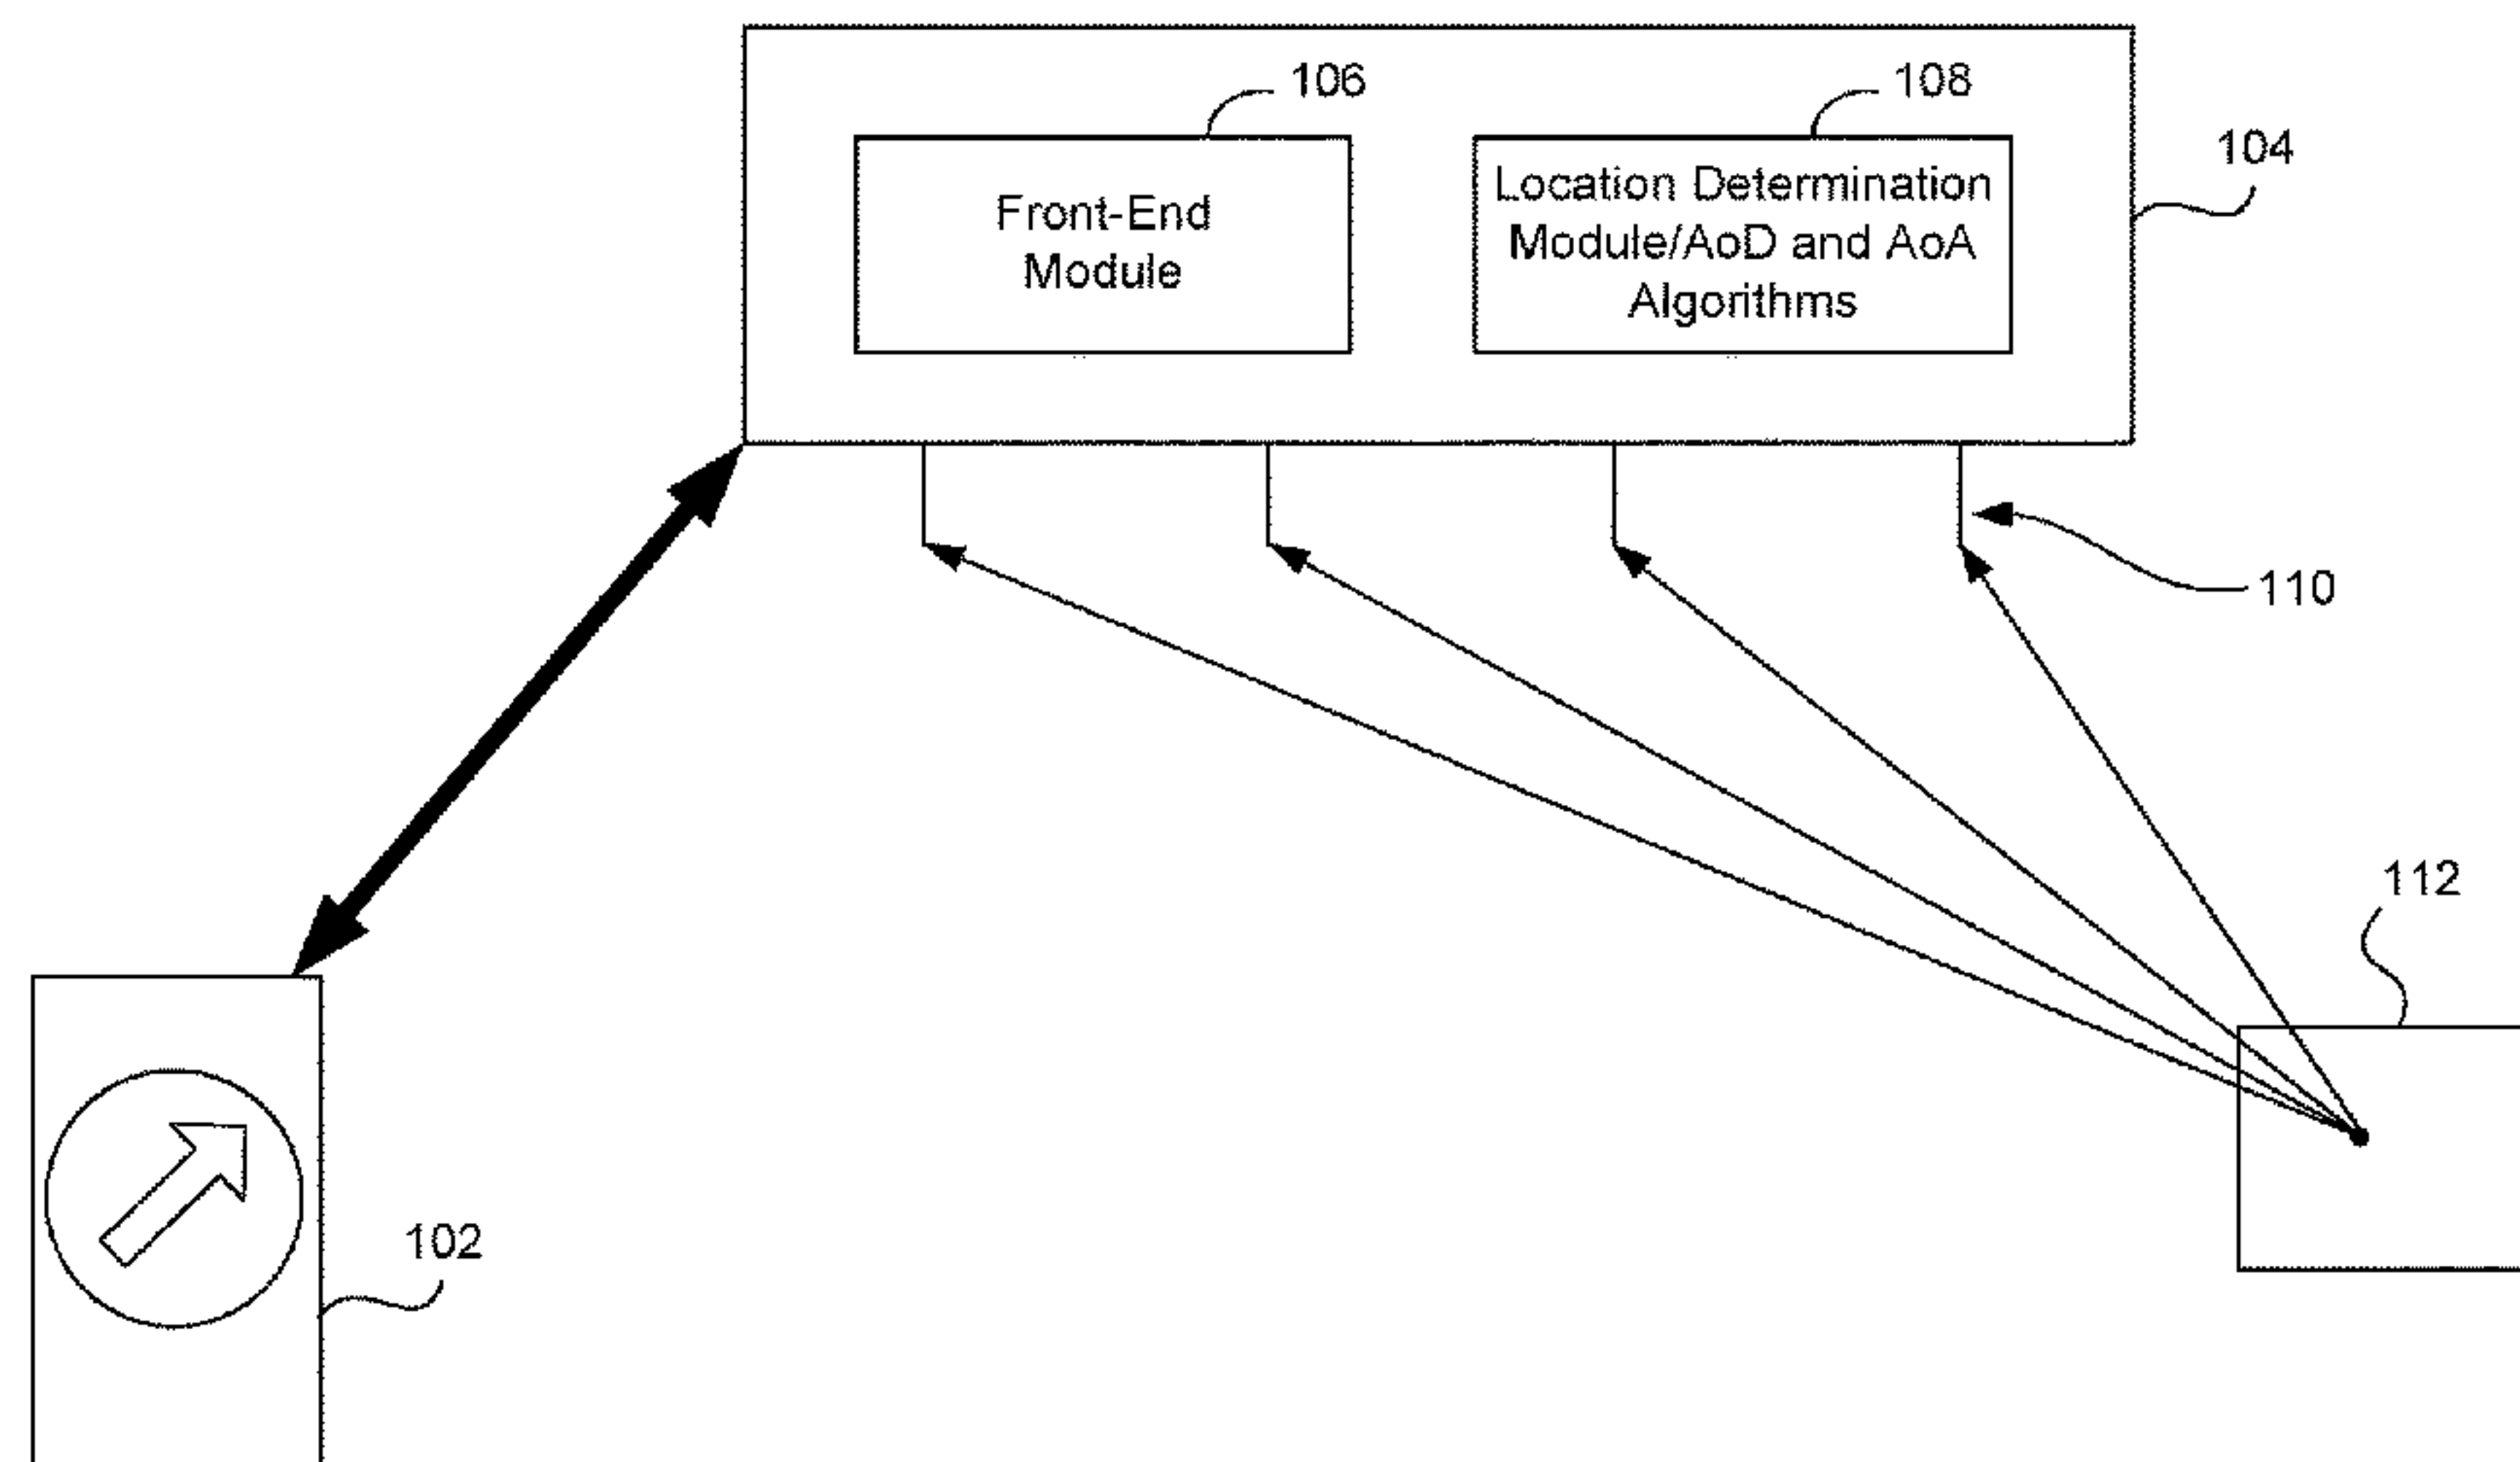 106
108
104
Front-End
Module
Location Determination
Module/AoD and AoA
Algorithms
110
112
102